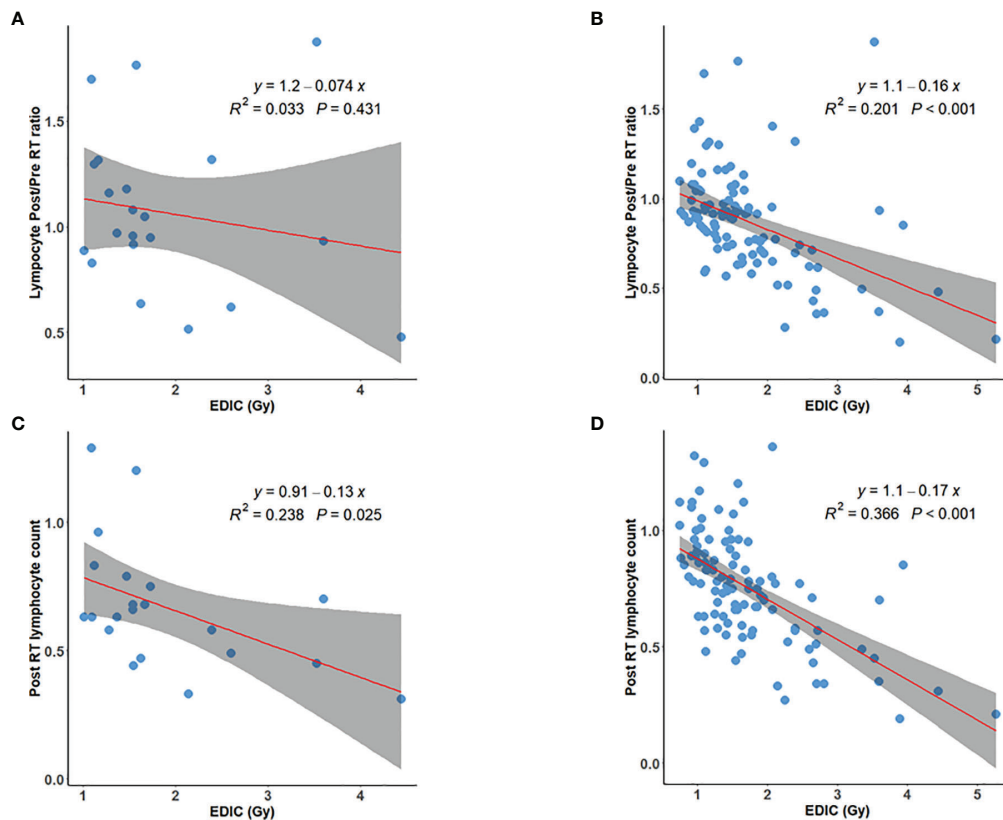 A
y = 1.2 – 0.074 x
R² = 0.033 P = 0.431
Lympocyte Post/Pre RT ratio
1.5
1.0
0.5
1 2 3 4
EDIC (Gy)
B
y = 1.1 – 0.16 x
R² = 0.201 P < 0.001
Lympocyte Post/Pre RT ratio
1.5
1.0
0.5
0.0
1 2 3 4 5
EDIC (Gy)
C
y = 0.91 – 0.13 x
R² = 0.238 P = 0.025
Post RT lymphocyte count
1.0
0.5
0.0
1 2 3 4
EDIC (Gy)
D
y = 1.1 – 0.17 x
R² = 0.366 P < 0.001
Post RT lymphocyte count
1.0
0.5
0.0
1 2 3 4 5
EDIC (Gy)